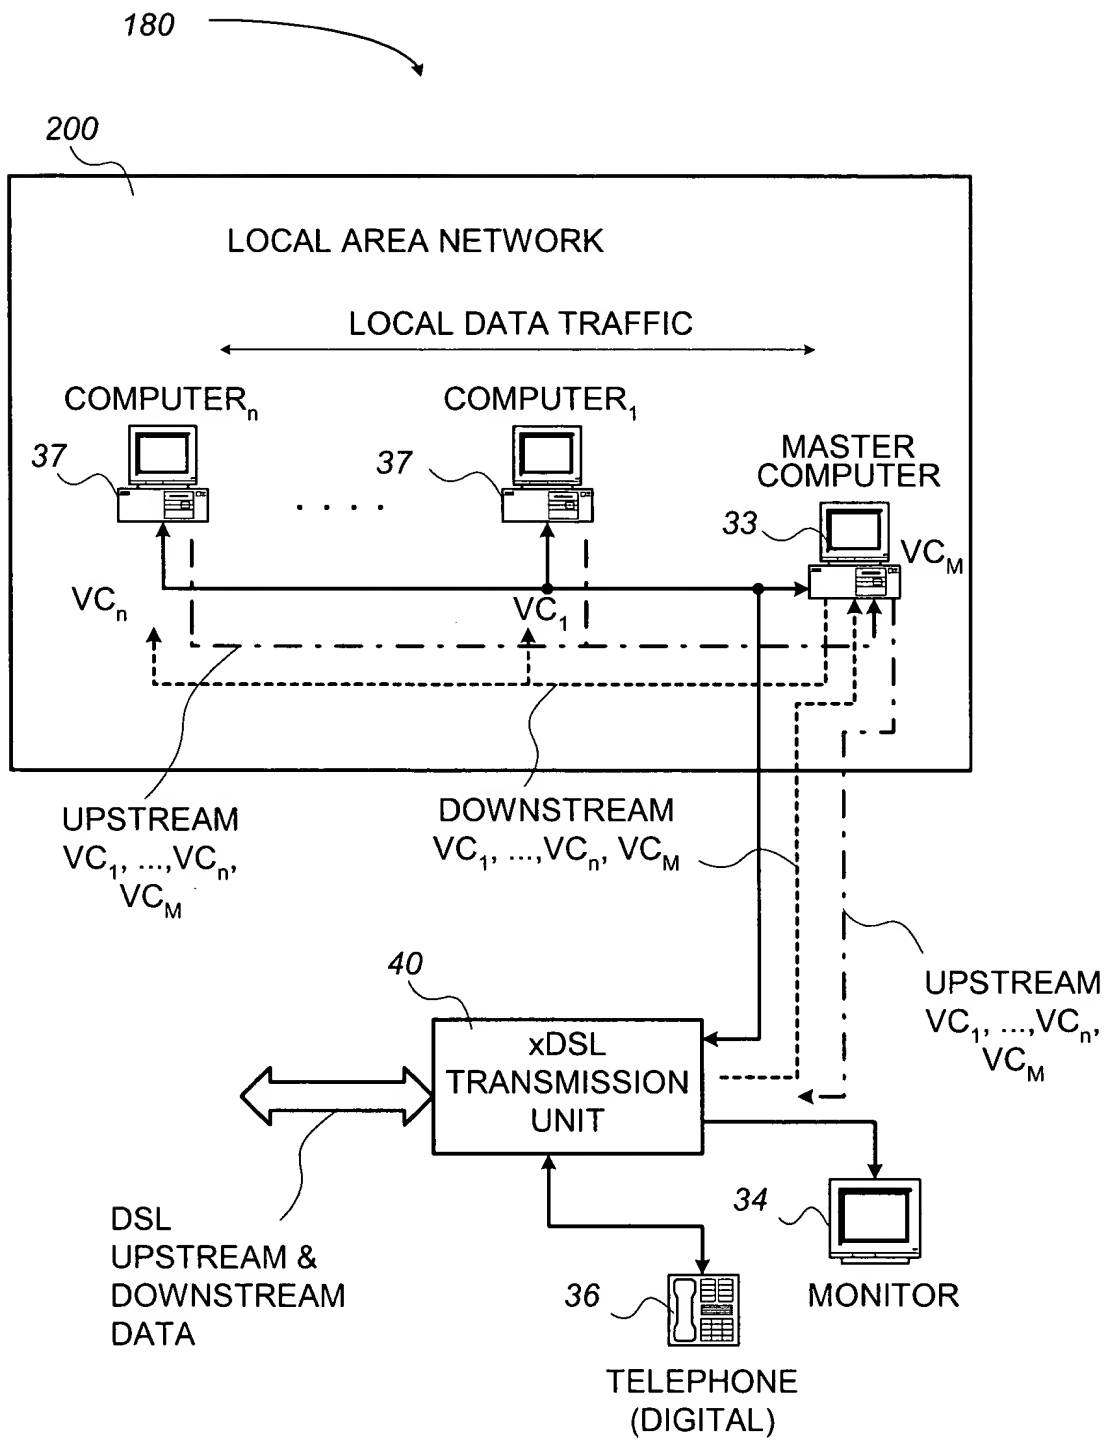 180
200
LOCAL AREA NETWORK
LOCAL DATA TRAFFIC
COMPUTERn
COMPUTER1
MASTER
COMPUTER
37
37
33
VCM
. . . .
VCn
VC1
UPSTREAM
VC1, ...,VCn,
VCM
DOWNSTREAM
VC1, ...,VCn, VCM
UPSTREAM
VC1, ...,VCn,
VCM
40
xDSL
TRANSMISSION
UNIT
DSL
UPSTREAM &
DOWNSTREAM
DATA
34
MONITOR
36
TELEPHONE
(DIGITAL)